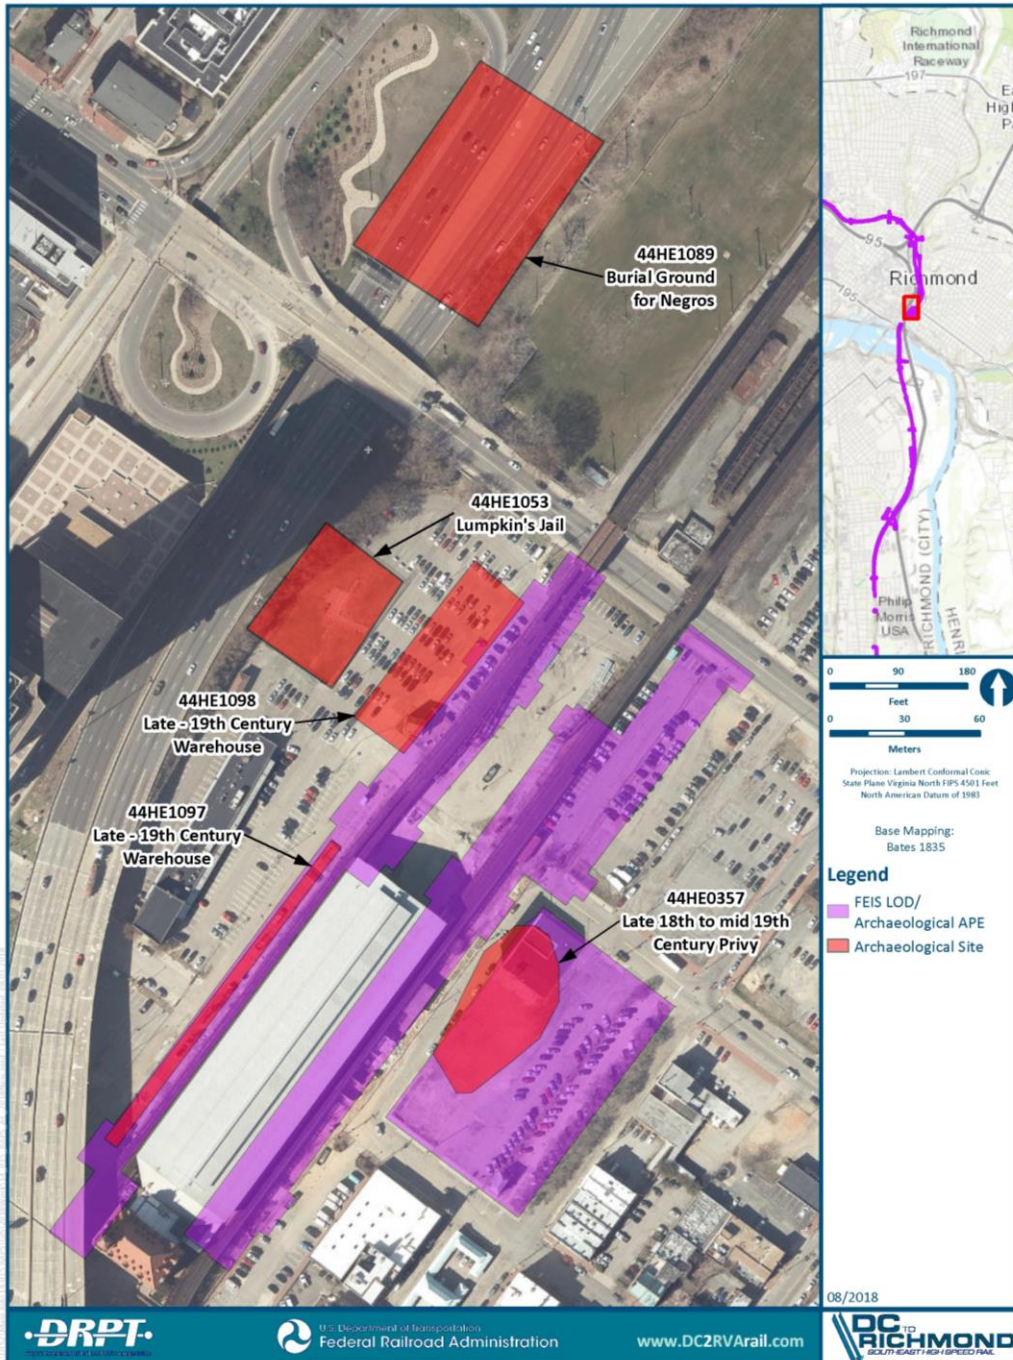 44HE1089
Burial Ground
for Negros
44HE1053
Lumpkin's Jail
44HE1098
Late - 19th Century
Warehouse
44HE1097
Late - 19th Century
Warehouse
44HE0357
Late 18th to mid 19th
Century Privy
Richmond
International
Raceway
197
95
Richmond
195
RICHMOND (CITY)
Philip
Morris
USA
0 90 180
Feet
0 30 60
Meters
Projection: Lambert Conformal Conic
State Plane Virginia North FIPS 4501 Feet
North American Datum of 1983
Base Mapping:
Bates 1835
Legend
FEIS LOD/
Archaeological APE
Archaeological Site
08/2018
DRPT
U.S. Department of Transportation
Federal Railroad Administration
www.DC2RVArail.com
DC TO
RICHMOND
SOUTHEAST HIGH SPEED RAIL